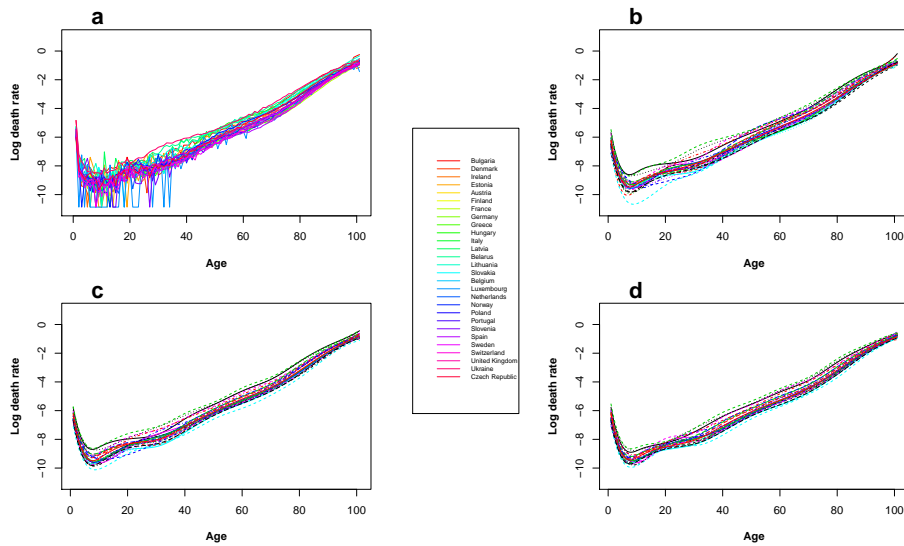 a
Log death rate
0
−2
−4
−6
−8
−10
0 20 40 60 80 100
Age
b
Log death rate
0
−2
−4
−6
−8
−10
0 20 40 60 80 100
Age
Bulgaria
Denmark
Ireland
Estonia
Austria
Finland
France
Germany
Greece
Hungary
Italy
Latvia
Belarus
Lithuania
Slovakia
Belgium
Luxembourg
Netherlands
Norway
Poland
Portugal
Slovenia
Spain
Sweden
Switzerland
United Kingdom
Ukraine
Czech Republic
c
Log death rate
0
−2
−4
−6
−8
−10
0 20 40 60 80 100
Age
d
Log death rate
0
−2
−4
−6
−8
−10
0 20 40 60 80 100
Age